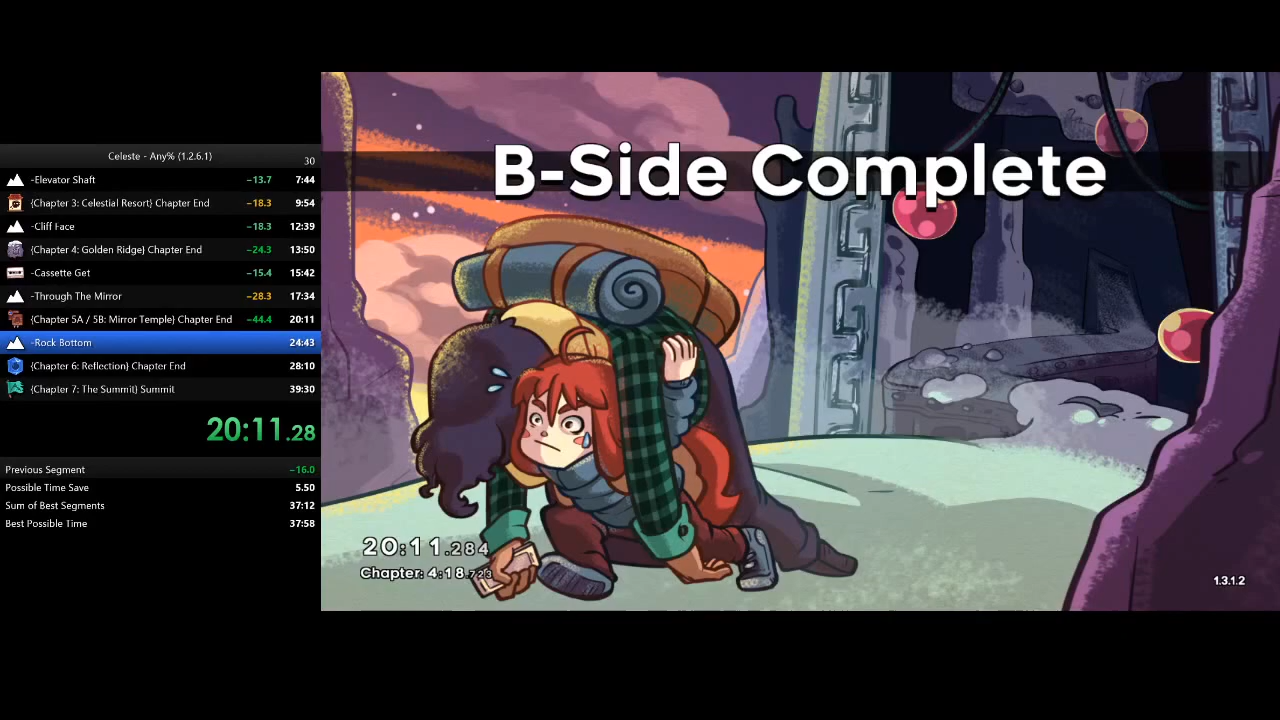 Celeste - Any% (1.2.6.1)
30
-Elevator Shaft −13.7 7:44
{Chapter 3: Celestial Resort} Chapter End −18.3 9:54
-Cliff Face −18.3 12:39
{Chapter 4: Golden Ridge} Chapter End −24.3 13:50
-Cassette Get −15.4 15:42
-Through The Mirror −28.3 17:34
{Chapter 5A / 5B: Mirror Temple} Chapter End −44.4 20:11
-Rock Bottom 24:43
{Chapter 6: Reflection} Chapter End 28:10
{Chapter 7: The Summit} Summit 39:30
20:11.28
Previous Segment −16.0
Possible Time Save 5.50
Sum of Best Segments 37:12
Best Possible Time 37:58
B-Side Complete
20:11.284
Chapter: 4:18.723
1.3.1.2